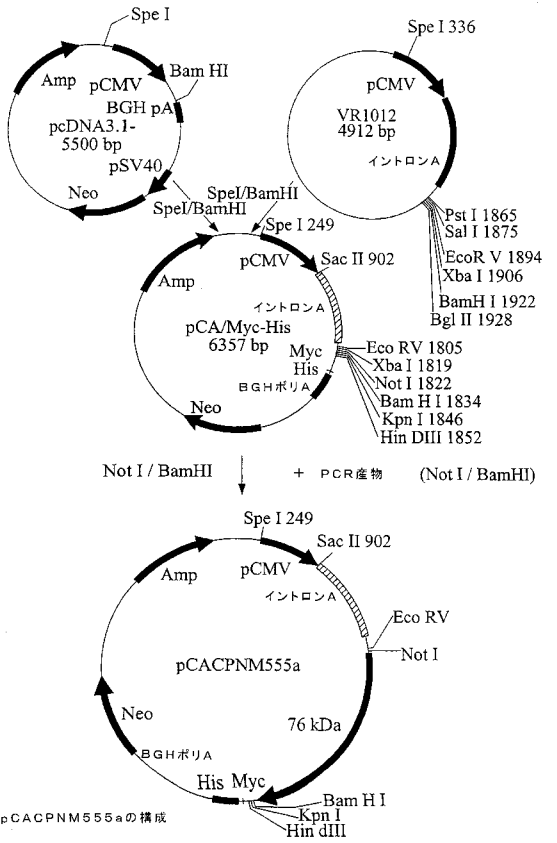 Spe I
Amp
pCMV
Bam HI
BGH pA
pcDNA3.1-
5500 bp
pSV40
Neo
Spe I 336
pCMV
VR1012
4912 bp
イントロンA
Pst I 1865
Sal I 1875
EcoR V 1894
Xba I 1906
BamH I 1922
Bgl II 1928
SpeI/BamHI
SpeI/BamHI
Spe I 249
pCMV
Sac II 902
Amp
イントロンA
pCA/Myc-His
6357 bp
Myc
His
BGHポリA
Neo
Eco RV 1805
Xba I 1819
Not I 1822
Bam H I 1834
Kpn I 1846
Hin DIII 1852
Not I / BamHI
+ PCR産物 (Not I / BamHI)
Spe I 249
pCMV
Sac II 902
Amp
イントロンA
Eco RV
Not I
pCACPNM555a
Neo
76 kDa
BGHポリA
His Myc
Bam H I
Kpn I
Hin dIII
pCACPNM555aの構成